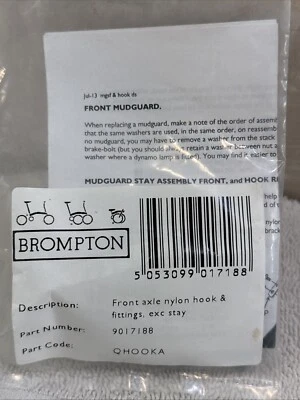 Jul-13 mgd & hook ds
FRONT MUDGUARD.
When replacing a mudguard, make a note of the order of assemb
that the same washers are used, in the same order, on reassemb
no mudguard, you may have to remove a washer from the stack
brake-bolt (but you should always retain a washer between nut a
washer where a dynamo lamp is fitted). You may find it easier to
MUDGUARD STAY ASSEMBLY FRONT, and HOOK RE
help
BROMPTON
5 053099 017188
Description: Front axle nylon hook & fittings, exc stay
Part Number: 9017188
Part Code: QHOOKA